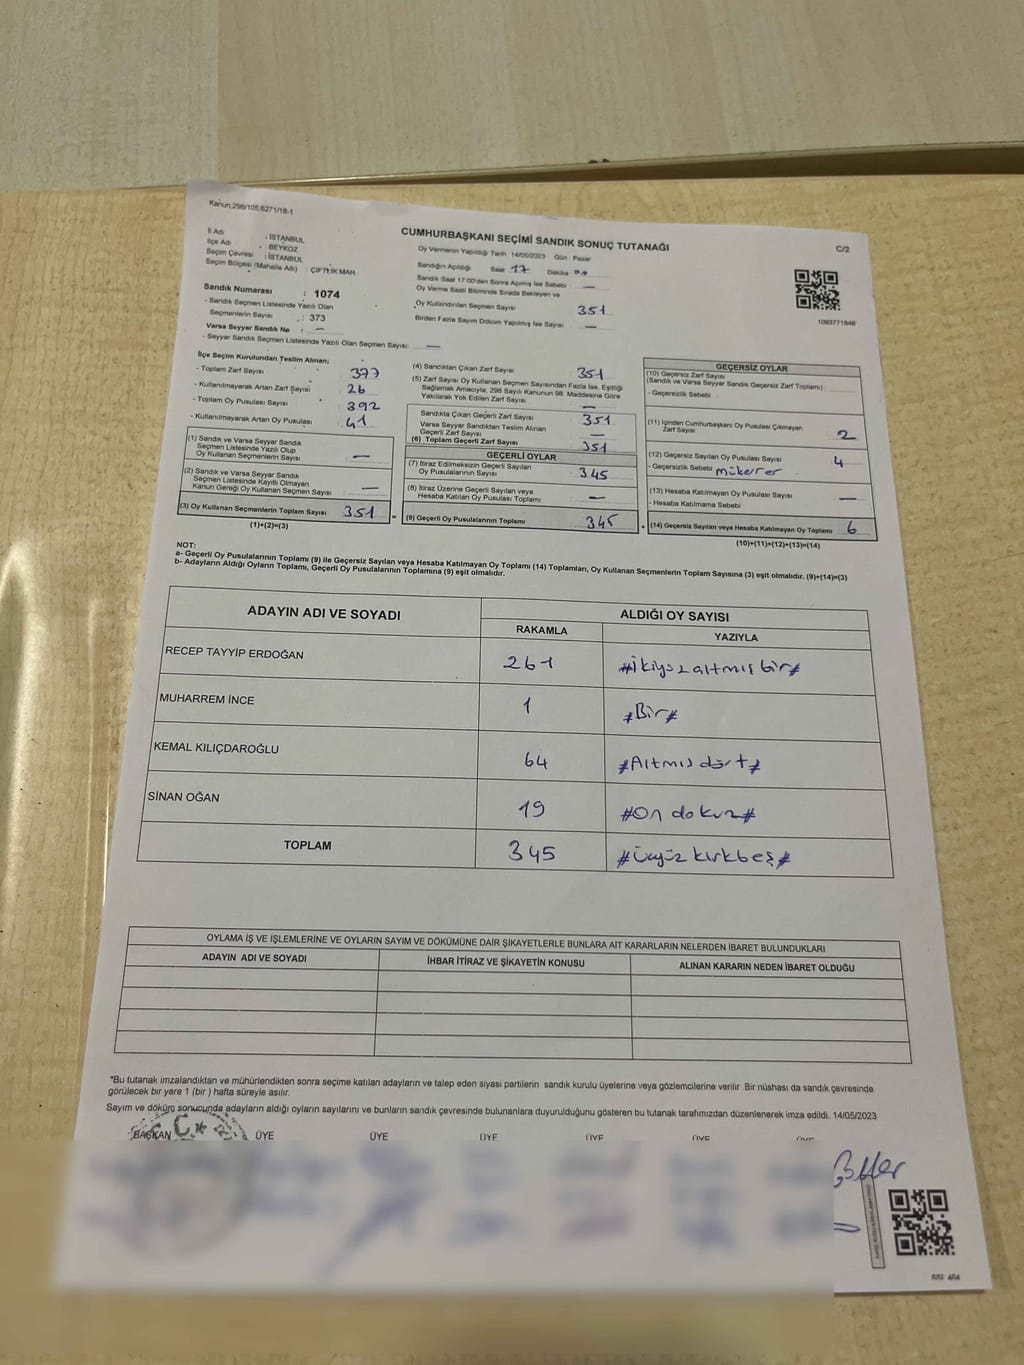 Kanun 298/105,6271/18-1
CUMHURBAŞKANI SEÇİMİ SANDIK SONUÇ TUTANAĞI
C/2
İl Adı : İSTANBUL
İlçe Adı : BEYKOZ
Seçim Çevresi : İSTANBUL
Seçim Bölgesi (Mahalle Adı) : ÇİFTLİK MAH.
Sandık Numarası : 1074
- Sandık Seçmen Listesinde Yazılı Olan
Seçmenlerin Sayısı : 373
Varsa Seyyar Sandık No : —
- Seyyar Sandık Seçmen Listesinde Yazılı Olan Seçmen Sayısı: —
Oy Vermenin Yapıldığı Tarih 14/05/2023 Gün : Pazar
Sandığın Açıldığı Saat 17 Dakika
Sandık Saat 17:00'den Sonra Açılmış İse Sebebi —
Oy Verme Saati Bitiminde Sırada Bekleyen ve
Oy Kullandırılan Seçmen Sayısı 351
Birden Fazla Sayım Döküm Yapılmış İse Sayısı —
1093771848
İlçe Seçim Kurulundan Teslim Alınan;
- Toplam Zarf Sayısı 377
- Kullanılmayarak Artan Zarf Sayısı 26
- Toplam Oy Pusulası Sayısı 392
- Kullanılmayarak Artan Oy Pusulası 41
(1) Sandık ve Varsa Seyyar Sandık
Seçmen Listesinde Yazılı Olup
Oy Kullanan Seçmenlerin Sayısı —
(2) Sandık ve Varsa Seyyar Sandık
Seçmen Listesinde Kayıtlı Olmayan
Kanun Gereği Oy Kullanan Seçmen Sayısı —
(3) Oy Kullanan Seçmenlerin Toplam Sayısı 351
(1)+(2)=(3)
(4) Sandıktan Çıkan Zarf Sayısı 351
(5) Zarf Sayısı Oy Kullanan Seçmen Sayısından Fazla İse, Eşitliği
Sağlamak Amacıyla, 298 Sayılı Kanunun 98. Maddesine Göre
Yakılarak Yok Edilen Zarf Sayısı —
Sandıkta Çıkan Geçerli Zarf Sayısı 351
Varsa Seyyar Sandıktan Teslim Alınan
Geçerli Zarf Sayısı —
(6) Toplam Geçerli Zarf Sayısı 351
GEÇERLİ OYLAR
(7) İtiraz Edilmeksizin Geçerli Sayılan
Oy Pusulalarının Sayısı 345
(8) İtiraz Üzerine Geçerli Sayılan veya
Hesaba Katılan Oy Pusulası Toplamı —
= (9) Geçerli Oy Pusulalarının Toplamı 345
GEÇERSİZ OYLAR
(10) Geçersiz Zarf Sayısı
(Sandık ve Varsa Seyyar Sandık Geçersiz Zarf Toplamı)
- Geçersizlik Sebebi
(11) İçinden Cumhurbaşkanı Oy Pusulası Çıkmayan
Zarf Sayısı 2
(12) Geçersiz Sayılan Oy Pusulası Sayısı 4
- Geçersizlik Sebebi mükerrer
(13) Hesaba Katılmayan Oy Pusulası Sayısı —
- Hesaba Katılmama Sebebi
+ (14) Geçersiz Sayılan veya Hesaba Katılmayan Oy Toplamı 6
(10)+(11)+(12)+(13)=(14)
NOT:
a- Geçerli Oy Pusulalarının Toplamı (9) ile Geçersiz Sayılan veya Hesaba Katılmayan Oy Toplamı (14) Toplamları, Oy Kullanan Seçmenlerin Toplam Sayısına (3) eşit olmalıdır. (9)+(14)=(3)
b- Adayların Aldığı Oyların Toplamı, Geçerli Oy Pusulalarının Toplamına (9) eşit olmalıdır.
ADAYIN ADI VE SOYADI
ALDIĞI OY SAYISI
RAKAMLA YAZIYLA
RECEP TAYYİP ERDOĞAN 261 #ikiyüzaltmış bir#
MUHARREM İNCE 1 #Bir#
KEMAL KILIÇDAROĞLU 64 #Altmış dört#
SİNAN OĞAN 19 #On dokuz#
TOPLAM 345 #Üçyüz kırkbeş#
OYLAMA İŞ VE İŞLEMLERİNE VE OYLARIN SAYIM VE DÖKÜMÜNE DAİR ŞİKAYETLERLE BUNLARA AİT KARARLARIN NELERDEN İBARET BULUNDUKLARI
ADAYIN ADI VE SOYADI İHBAR İTİRAZ VE ŞİKAYETİN KONUSU ALINAN KARARIN NEDEN İBARET OLDUĞU
*Bu tutanak imzalandıktan ve mühürlendikten sonra seçime katılan adayların ve talep eden siyasi partilerin sandık kurulu üyelerine veya gözlemcilerine verilir. Bir nüshası da sandık çevresinde
görülecek bir yere 1 (bir) hafta süreyle asılır.
Sayım ve döküm sonucunda adayların aldığı oyların sayılarını ve bunların sandık çevresinde bulunanlara duyurulduğunu gösteren bu tutanak tarafımızdan düzenlenerek imza edildi. 14/05/2023
BAŞKAN ÜYE ÜYE ÜYE ÜYE ÜYE ÜYE